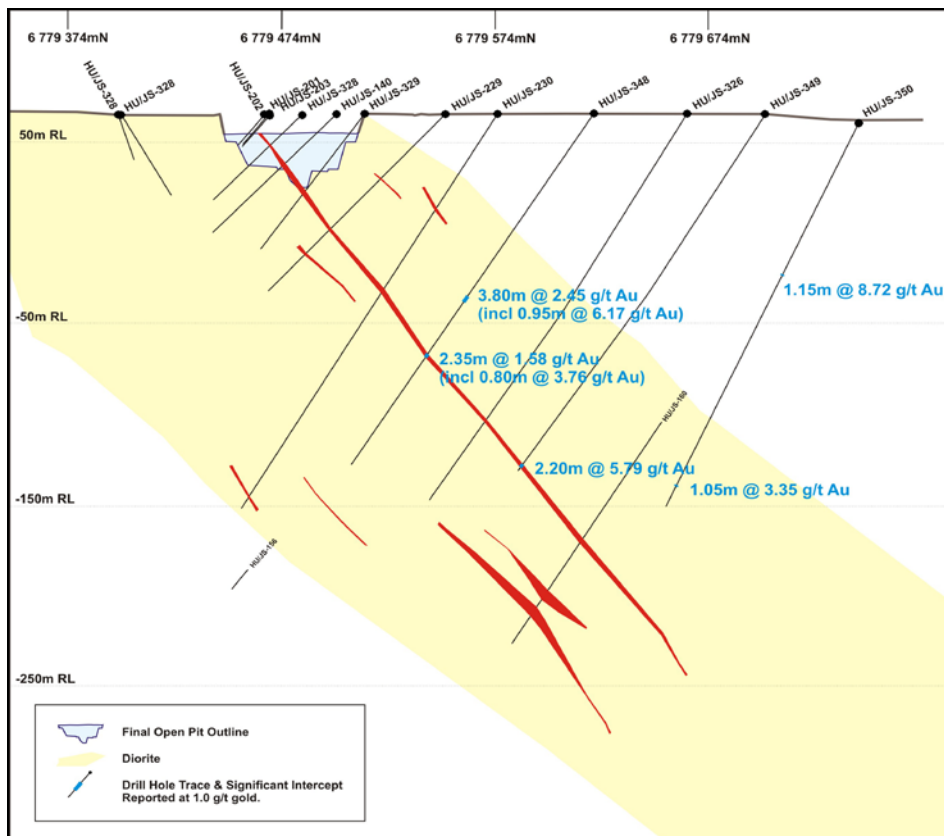 6 779 374mN
6 779 474mN
6 779 574mN
6 779 674mN
HU/JS-328
HU/JS-328
HU/JS-202
HU/JS-201
HU/JS-203
HU/JS-328
HU/JS-140
HU/JS-329
HU/JS-229
HU/JS-230
HU/JS-348
HU/JS-326
HU/JS-349
HU/JS-350
50m RL
-50m RL
-150m RL
-250m RL
3.80m @ 2.45 g/t Au
(incl 0.95m @ 6.17 g/t Au)
1.15m @ 8.72 g/t Au
2.35m @ 1.58 g/t Au
(incl 0.80m @ 3.76 g/t Au)
HU/JS-160
2.20m @ 5.79 g/t Au
1.05m @ 3.35 g/t Au
HU/JS-156
Final Open Pit Outline
Diorite
Drill Hole Trace & Significant Intercept
Reported at 1.0 g/t gold.